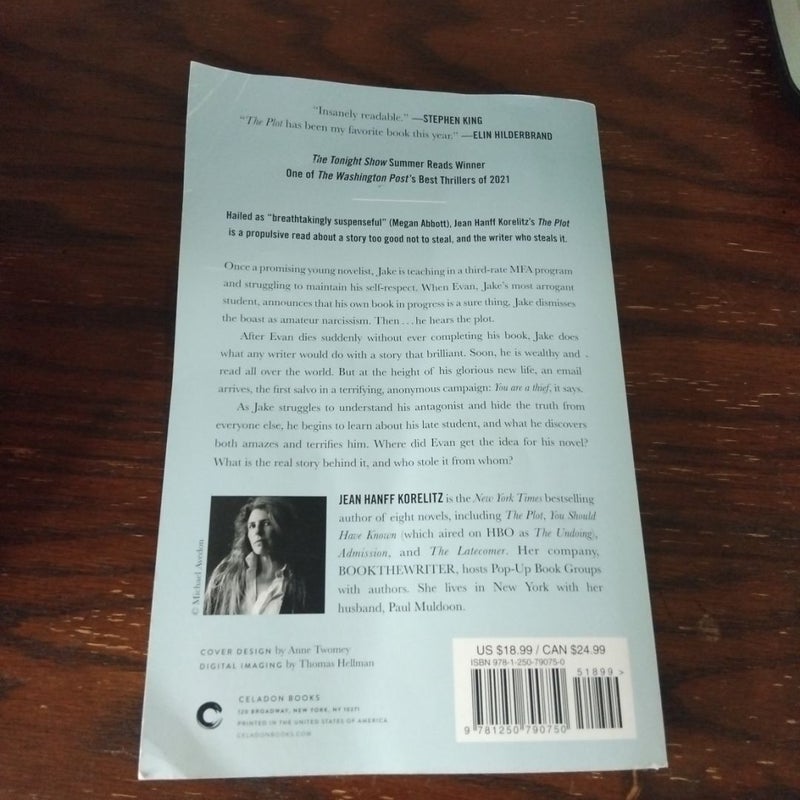 "Insanely readable." —STEPHEN KING
"The Plot has been my favorite book this year." —ELIN HILDERBRAND
The Tonight Show Summer Reads Winner
One of The Washington Post's Best Thrillers of 2021
Hailed as "breathtakingly suspenseful" (Megan Abbott), Jean Hanff Korelitz's The Plot
is a propulsive read about a story too good not to steal, and the writer who steals it.
Once a promising young novelist, Jake is teaching in a third-rate MFA program
and struggling to maintain his self-respect. When Evan, Jake's most arrogant
student, announces that his own book in progress is a sure thing, Jake dismisses
the boast as amateur narcissism. Then . . . he hears the plot.
After Evan dies suddenly without ever completing his book, Jake does
what any writer would do with a story that brilliant. Soon, he is wealthy and
read all over the world. But at the height of his glorious new life, an email
arrives, the first salvo in a terrifying, anonymous campaign: You are a thief, it says.
As Jake struggles to understand his antagonist and hide the truth from
everyone else, he begins to learn about his late student, and what he discovers
both amazes and terrifies him. Where did Evan get the idea for his novel?
What is the real story behind it, and who stole it from whom?
© Michael Avedon
JEAN HANFF KORELITZ is the New York Times bestselling
author of eight novels, including The Plot, You Should
Have Known (which aired on HBO as The Undoing),
Admission, and The Latecomer. Her company,
BOOKTHEWRITER, hosts Pop-Up Book Groups
with authors. She lives in New York with her
husband, Paul Muldoon.
COVER DESIGN by Anne Twomey
DIGITAL IMAGING by Thomas Hellman
CELADON BOOKS
120 BROADWAY, NEW YORK, NY 10271
PRINTED IN THE UNITED STATES OF AMERICA
CELADONBOOKS.COM
US $18.99 / CAN $24.99
ISBN 978-1-250-79075-0
51899 >
9 781250 790750